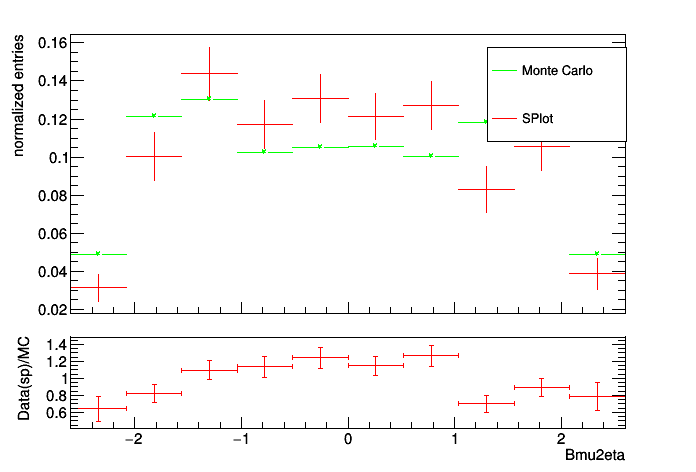 normalized entries
0.16
0.14
0.12
0.1
0.08
0.06
0.04
0.02
Monte Carlo
SPlot
Data(sp)/MC
1.4
1.2
1
0.8
0.6
−2 −1 0 1 2
Bmu2eta